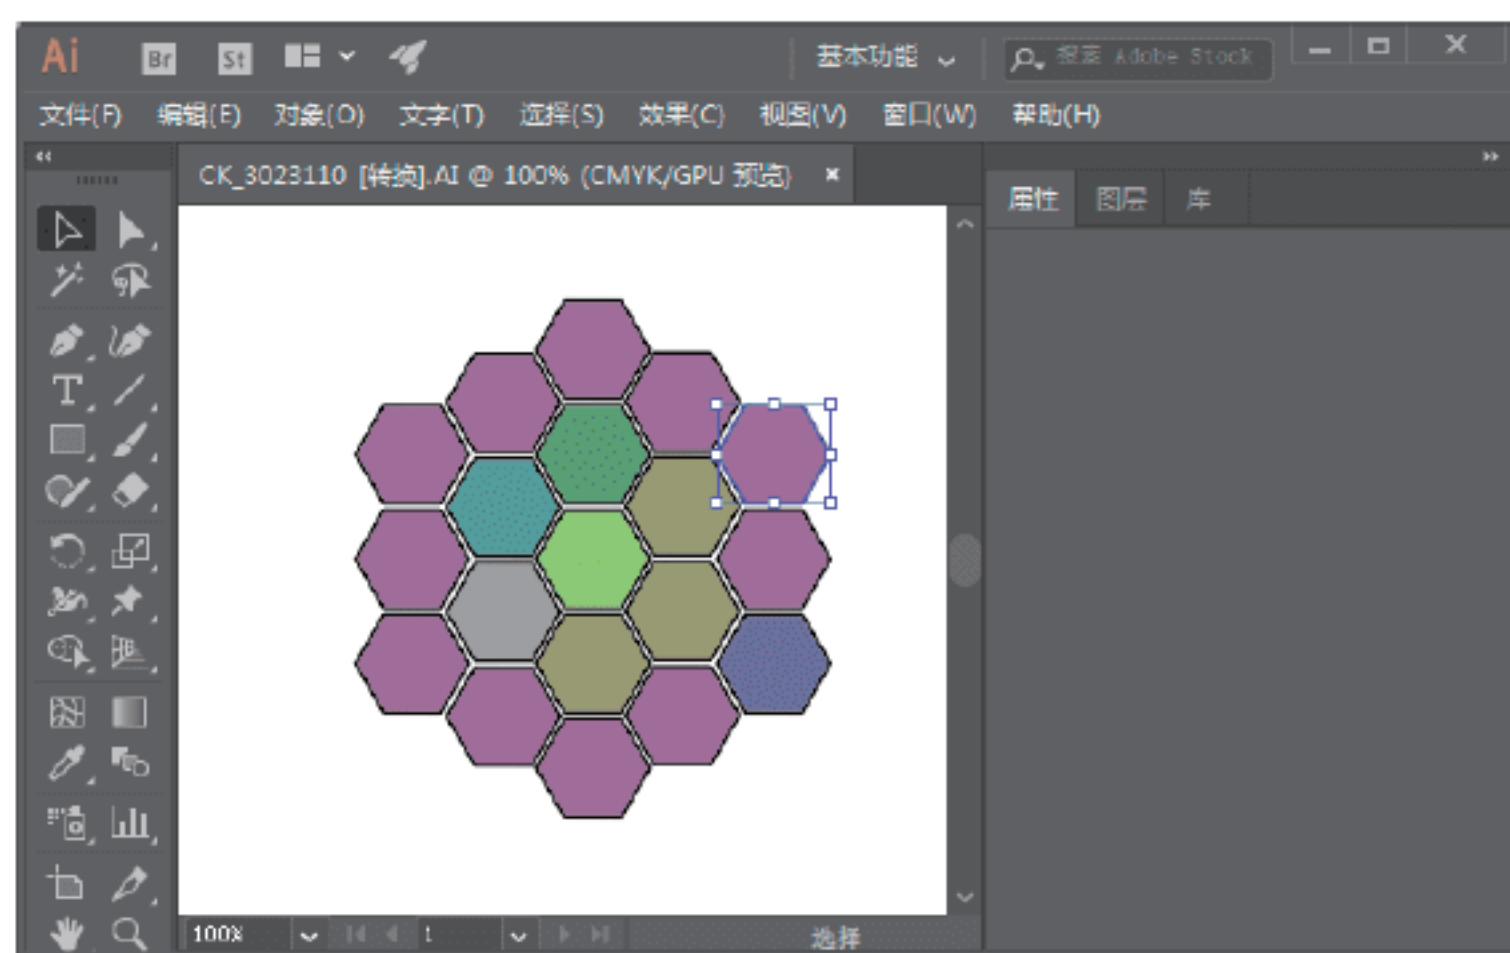 Ai Br St 基本功能 搜索 Adobe Stock
文件(F) 编辑(E) 对象(O) 文字(T) 选择(S) 效果(C) 视图(V) 窗口(W) 帮助(H)
CK_3023110 [转换].AI @ 100% (CMYK/GPU 预览)
属性 图层 库
100% 1 选择